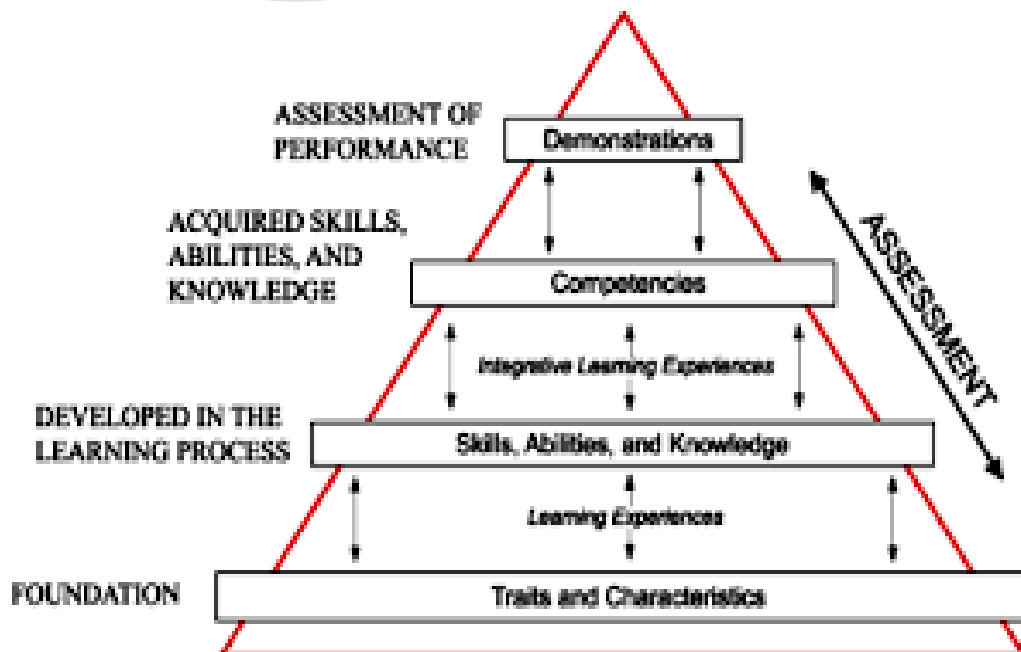 ASSESSMENT OF
PERFORMANCE
Demonstrations
ACQUIRED SKILLS,
ABILITIES, AND
KNOWLEDGE
Competencies
ASSESSMENT
Integrative Learning Experiences
DEVELOPED IN THE
LEARNING PROCESS
Skills, Abilities, and Knowledge
Learning Experiences
FOUNDATION
Traits and Characteristics